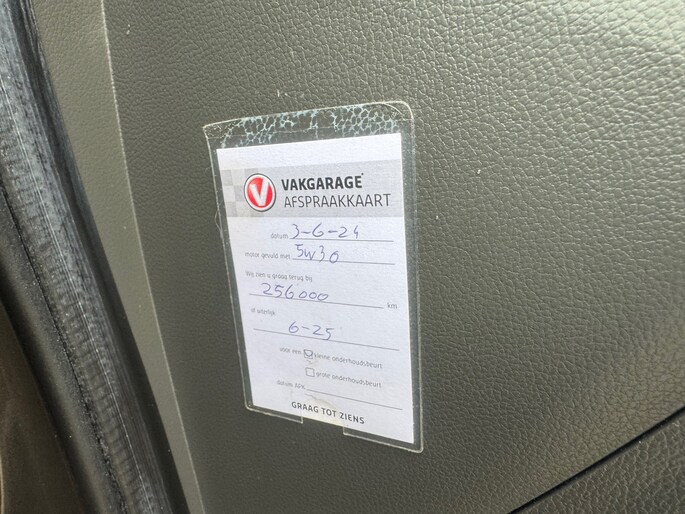 V VAKGARAGE
AFSPRAAKKAART
datum 3-6-24
motor gevuld met 5W30
Wij zien u graag terug bij
256000 km
of uiterlijk
6-25
voor een kleine onderhoudsbeurt
grote onderhoudsbeurt
datum APK
GRAAG TOT ZIENS